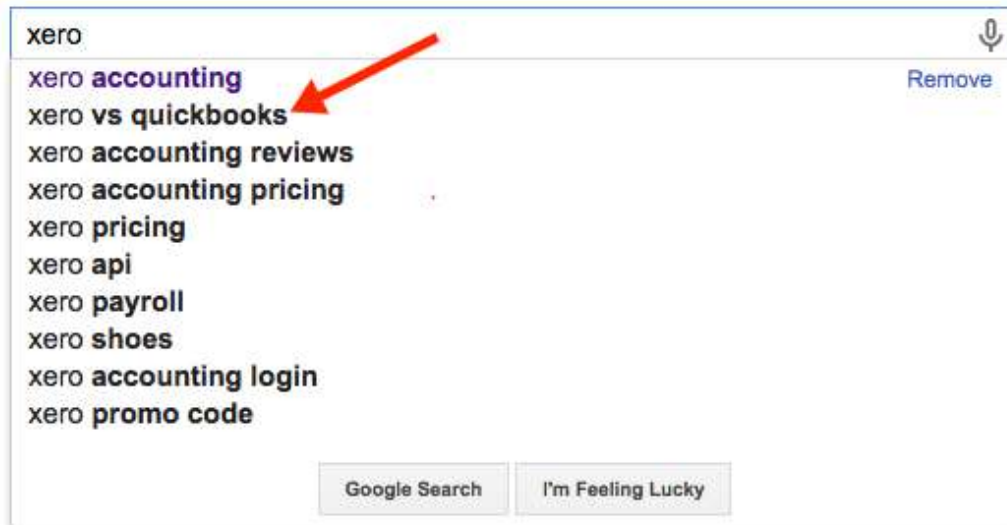 xero
xero accounting Remove
xero vs quickbooks
xero accounting reviews
xero accounting pricing
xero pricing
xero api
xero payroll
xero shoes
xero accounting login
xero promo code
Google Search I'm Feeling Lucky